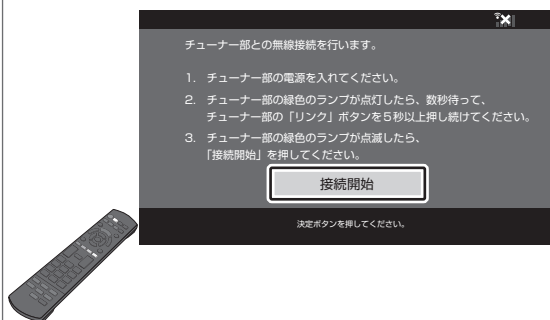 チューナー部との無線接続を行います。
1. チューナー部の電源を入れてください。
2. チューナー部の緑色のランプが点灯したら、数秒待って、
チューナー部の「リンク」ボタンを５秒以上押し続けてください。
3. チューナー部の緑色のランプが点滅したら、
「接続開始」を押してください。
接続開始
決定ボタンを押してください。